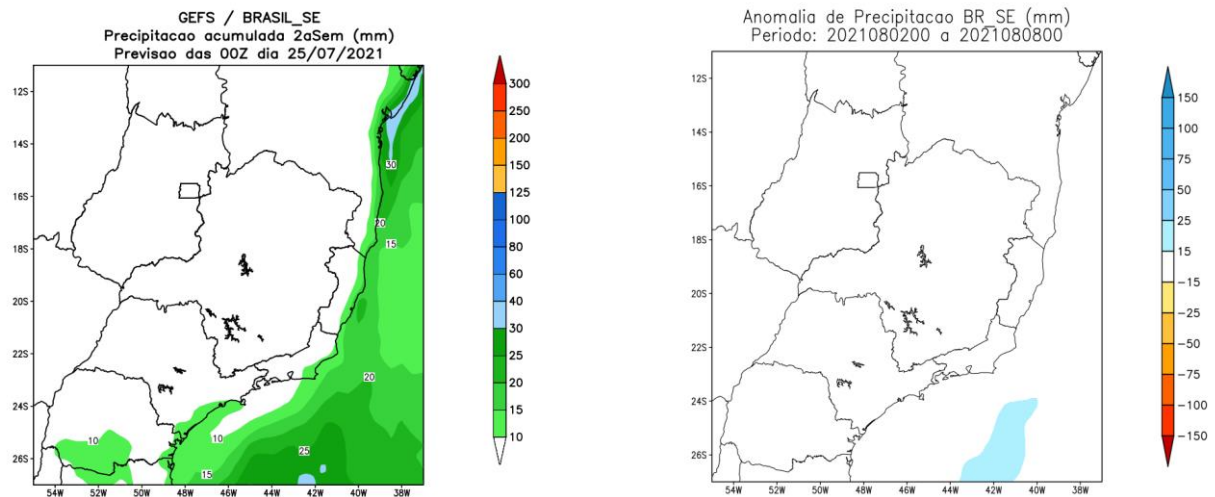 GEFS / BRASIL_SE
Precipitacao acumulada 2aSem (mm)
Previsao das 00Z dia 25/07/2021
12S
14S
16S
18S
20S
22S
24S
26S
54W 52W 50W 48W 46W 44W 42W 40W 38W
30
20
15
20
10
10
25
15
300
250
200
150
125
100
80
60
40
30
25
20
15
10
Anomalia de Precipitacao BR_SE (mm)
Periodo: 2021080200 a 2021080800
12S
14S
16S
18S
20S
22S
24S
26S
54W 52W 50W 48W 46W 44W 42W 40W 38W
150
100
75
50
25
15
−15
−25
−50
−75
−100
−150